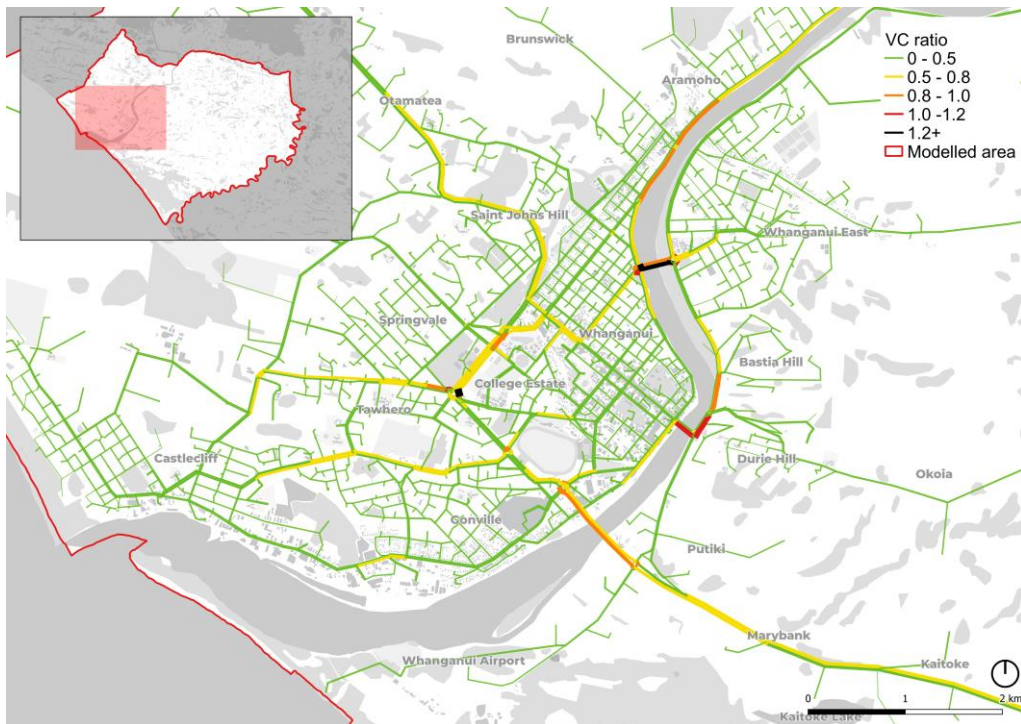 Brunswick
VC ratio
0 - 0.5
0.5 - 0.8
0.8 - 1.0
1.0 -1.2
1.2+
Modelled area
Aramoho
Otamatea
Saint Johns Hill
Whanganui East
Springvale
Whanganui
Bastia Hill
College Estate
Tawhero
Castlecliff
Durie Hill
Okoia
Gonville
Putiki
Marybank
Whanganui Airport
Kaitoke
0 1 2 km
Kaitoke Lake